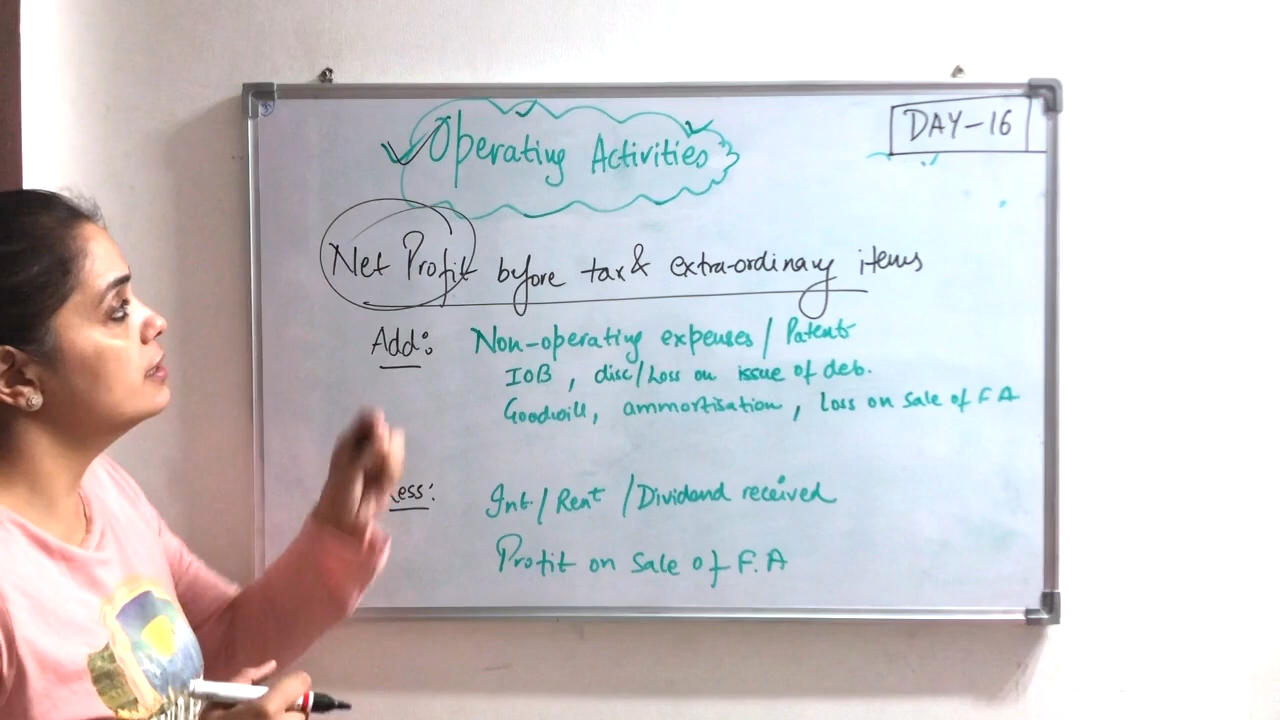 Operating Activities
DAY-16
Net Profit before tax & extra-ordinary items
Add: Non-operating expenses / Patents
IOB, disc/Loss on issue of deb.
Goodwill, ammortisation, Loss on Sale of F.A
Less: Int./Rent/Dividend received
Profit on Sale of F.A